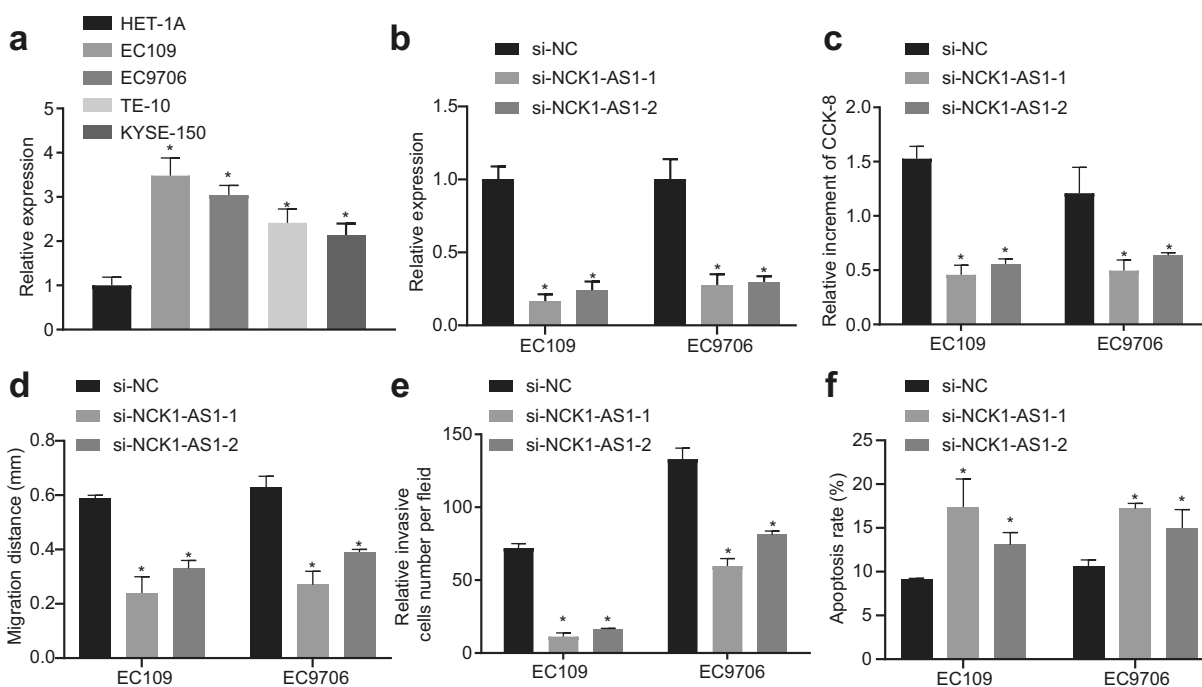 a
HET-1A
EC109
EC9706
TE-10
KYSE-150
Relative expression
5
4
3
2
1
0
*
*
*
*
b
si-NC
si-NCK1-AS1-1
si-NCK1-AS1-2
Relative expression
1.5
1.0
0.5
0.0
* *
* *
EC109 EC9706
c
si-NC
si-NCK1-AS1-1
si-NCK1-AS1-2
Relative increment of CCK-8
2.0
1.5
1.0
0.5
0.0
* *
* *
EC109 EC9706
d
si-NC
si-NCK1-AS1-1
si-NCK1-AS1-2
Migration distance (mm)
0.8
0.6
0.4
0.2
0.0
* *
* *
EC109 EC9706
e
si-NC
si-NCK1-AS1-1
si-NCK1-AS1-2
Relative invasive
cells number per fleid
150
100
50
0
* *
* *
EC109 EC9706
f
si-NC
si-NCK1-AS1-1
si-NCK1-AS1-2
Apoptosis rate (%)
25
20
15
10
5
0
* *
* *
EC109 EC9706